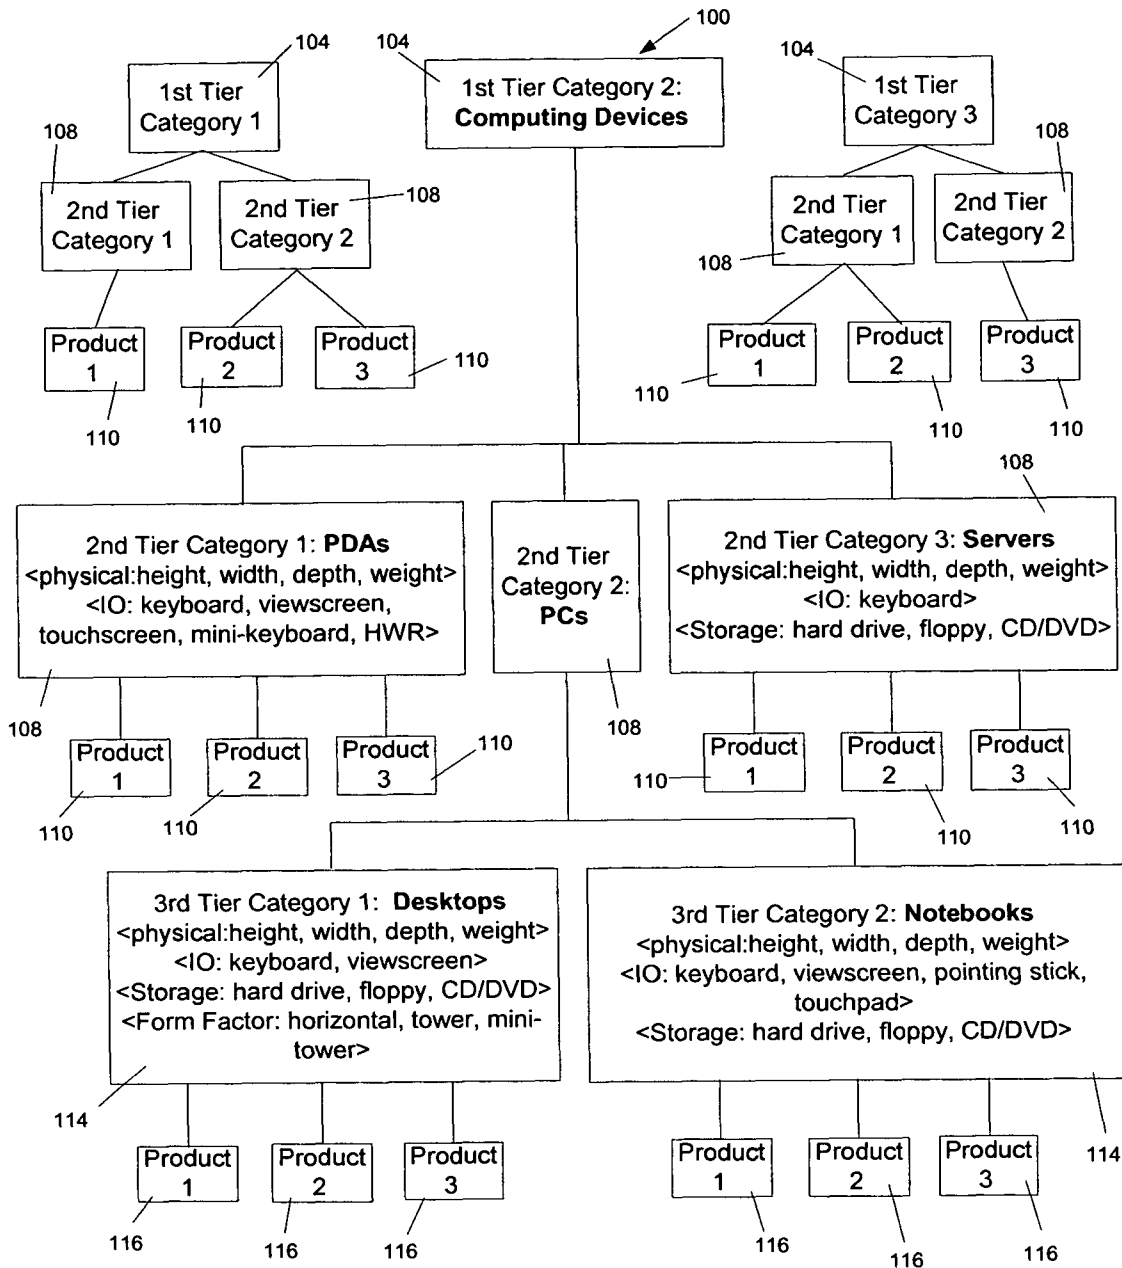 100
104
104
104
1st Tier
Category 1
1st Tier Category 2:
Computing Devices
1st Tier
Category 3
108
108
108
2nd Tier
Category 1
2nd Tier
Category 2
2nd Tier
Category 1
2nd Tier
Category 2
108
Product
1
Product
2
Product
3
110
110
110
Product
1
Product
2
Product
3
110
110
110
108
2nd Tier Category 1: PDAs
<physical:height, width, depth, weight>
<IO: keyboard, viewscreen,
touchscreen, mini-keyboard, HWR>
2nd Tier
Category 2:
PCs
2nd Tier Category 3: Servers
<physical:height, width, depth, weight>
<IO: keyboard>
<Storage: hard drive, floppy, CD/DVD>
108
108
Product
1
Product
2
Product
3
110
110
110
Product
1
Product
2
Product
3
110
110
110
3rd Tier Category 1: Desktops
<physical:height, width, depth, weight>
<IO: keyboard, viewscreen>
<Storage: hard drive, floppy, CD/DVD>
<Form Factor: horizontal, tower, mini-
tower>
3rd Tier Category 2: Notebooks
<physical:height, width, depth, weight>
<IO: keyboard, viewscreen, pointing stick,
touchpad>
<Storage: hard drive, floppy, CD/DVD>
114
114
Product
1
Product
2
Product
3
116
116
116
Product
1
Product
2
Product
3
116
116
116